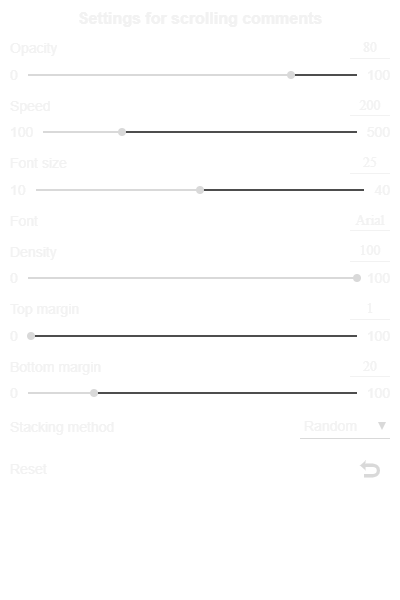 Settings for scrolling comments
Opacity 80
0 100
Speed 200
100 500
Font size 25
10 40
Font Arial
Density 100
0 100
Top margin 1
0 100
Bottom margin 20
0 100
Stacking method Random ▼
Reset